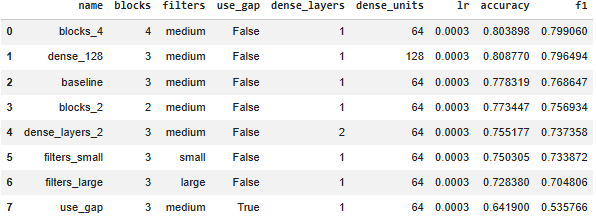 name blocks filters use_gap dense_layers dense_units lr accuracy f1
0 blocks_4 4 medium False 1 64 0.0003 0.803898 0.799060
1 dense_128 3 medium False 1 128 0.0003 0.808770 0.796494
2 baseline 3 medium False 1 64 0.0003 0.778319 0.768647
3 blocks_2 2 medium False 1 64 0.0003 0.773447 0.756934
4 dense_layers_2 3 medium False 2 64 0.0003 0.755177 0.737358
5 filters_small 3 small False 1 64 0.0003 0.750305 0.733872
6 filters_large 3 large False 1 64 0.0003 0.728380 0.704806
7 use_gap 3 medium True 1 64 0.0003 0.641900 0.535766